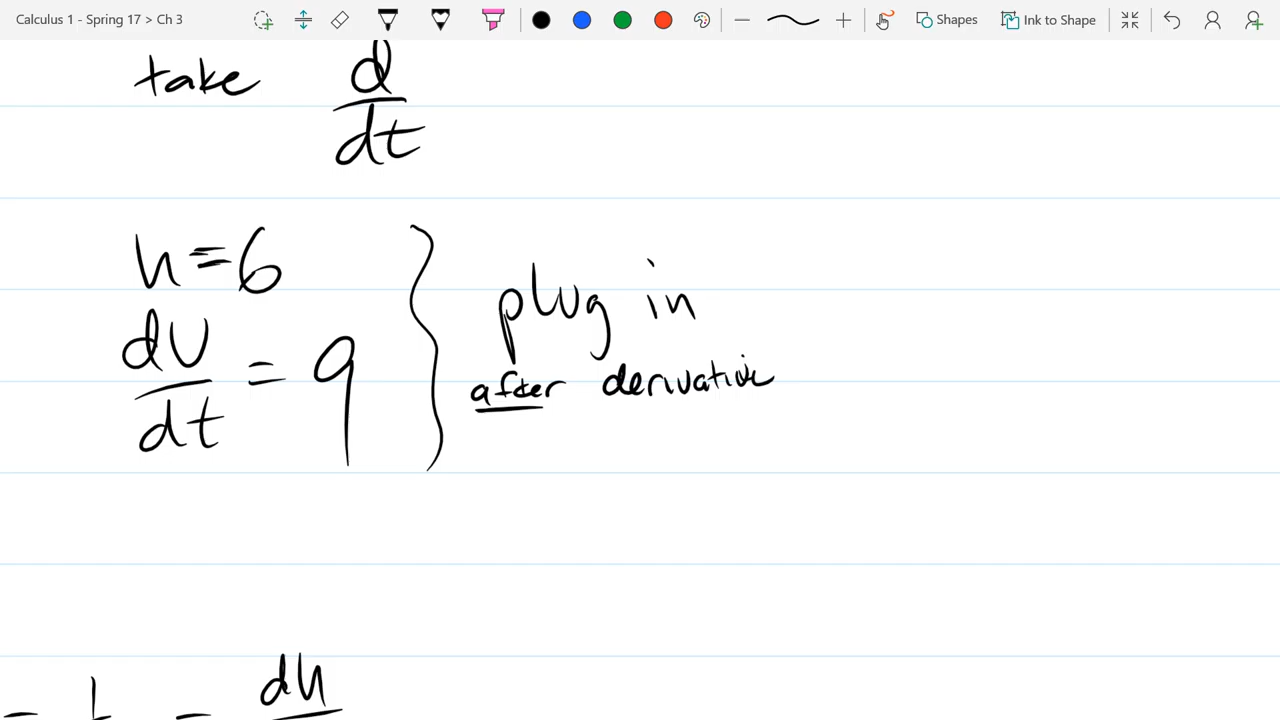 Calculus 1 - Spring 17 > Ch 3
Shapes
Ink to Shape
take d/dt
h=6
dV/dt = 9
plug in
after derivative
dh